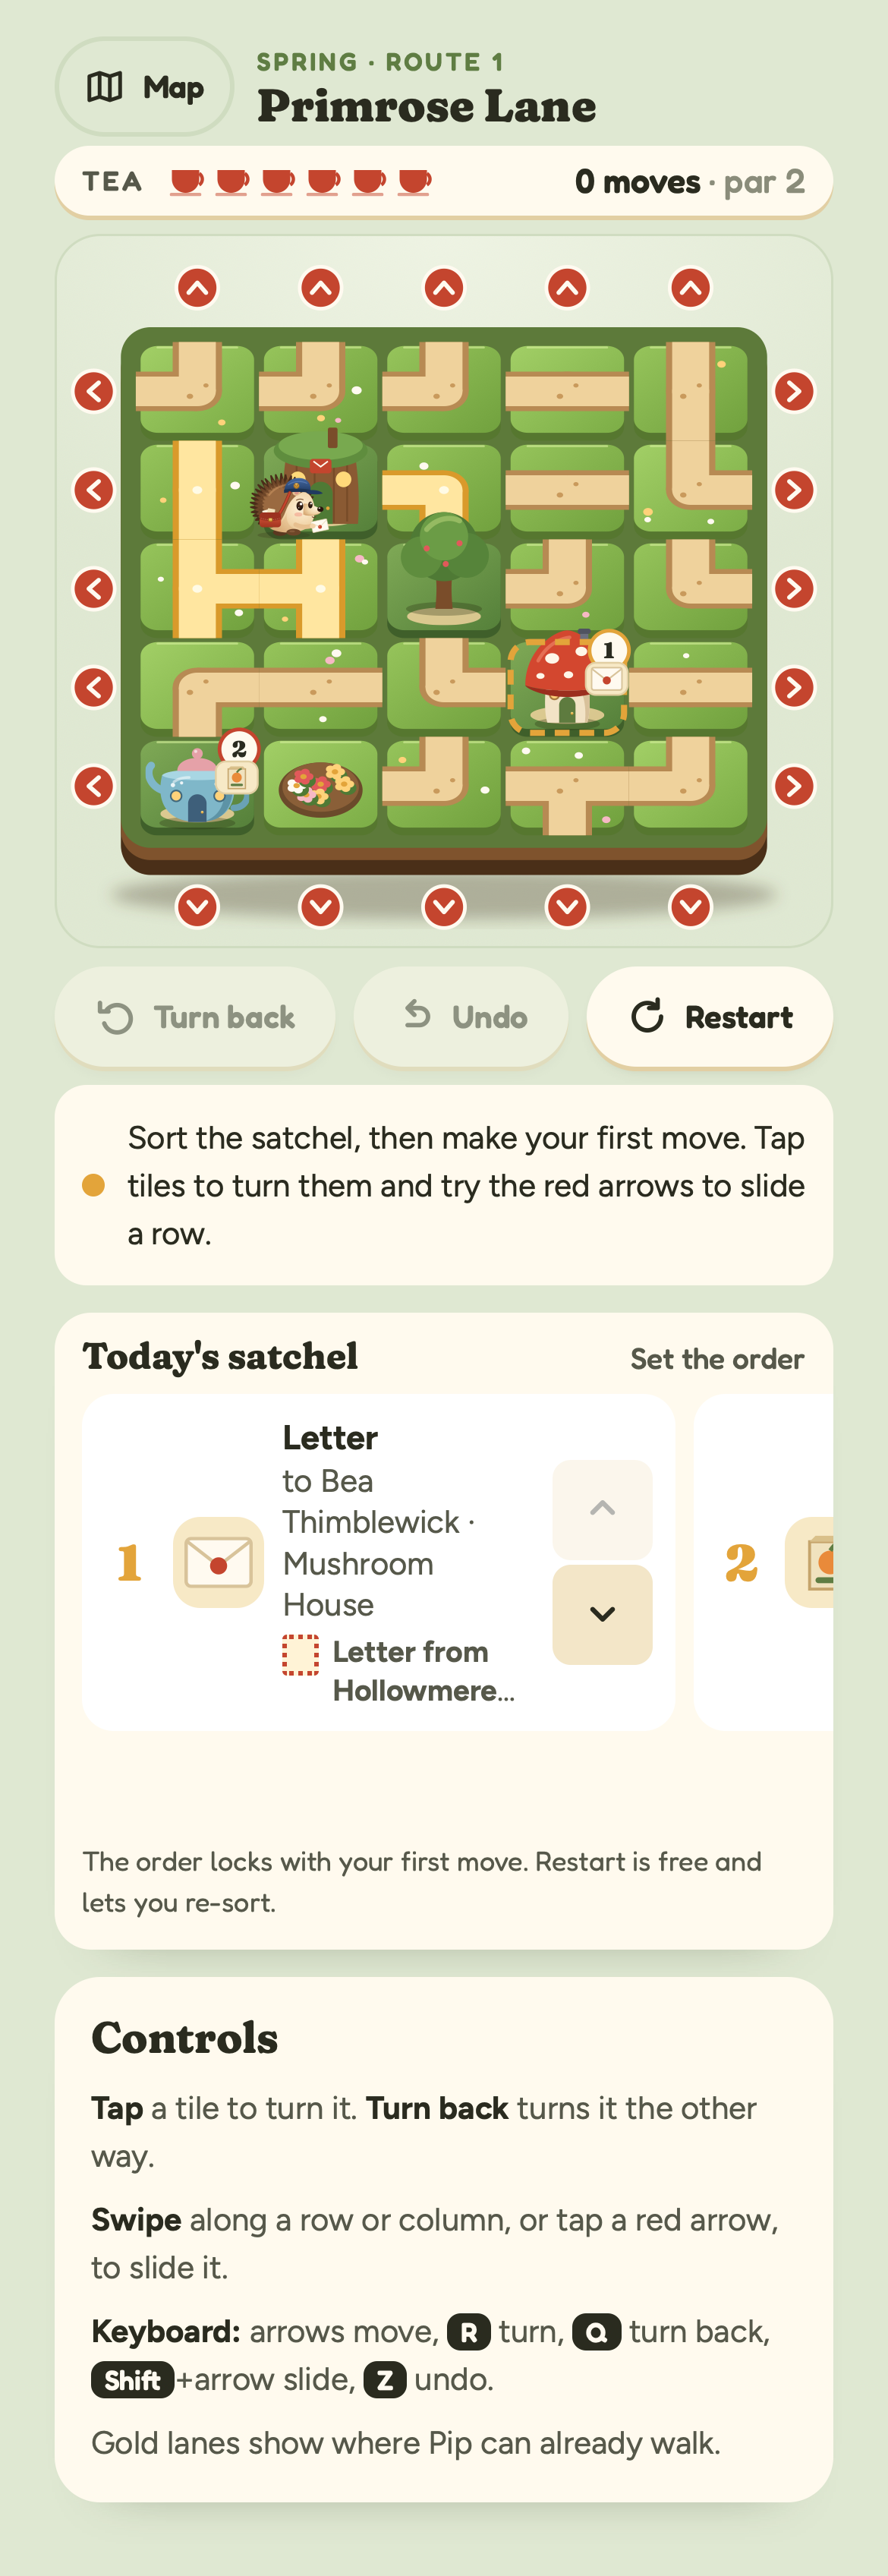 Map
SPRING · ROUTE 1
Primrose Lane
TEA
0 moves · par 2
1
2
Turn back
Undo
Restart
Sort the satchel, then make your first move. Tap
tiles to turn them and try the red arrows to slide
a row.
Today's satchel
Set the order
1
Letter
to Bea
Thimblewick ·
Mushroom
House
Letter from
Hollowmere...
2
The order locks with your first move. Restart is free and
lets you re-sort.
Controls
Tap a tile to turn it. Turn back turns it the other
way.
Swipe along a row or column, or tap a red arrow,
to slide it.
Keyboard: arrows move, R turn, Q turn back,
Shift+arrow slide, Z undo.
Gold lanes show where Pip can already walk.